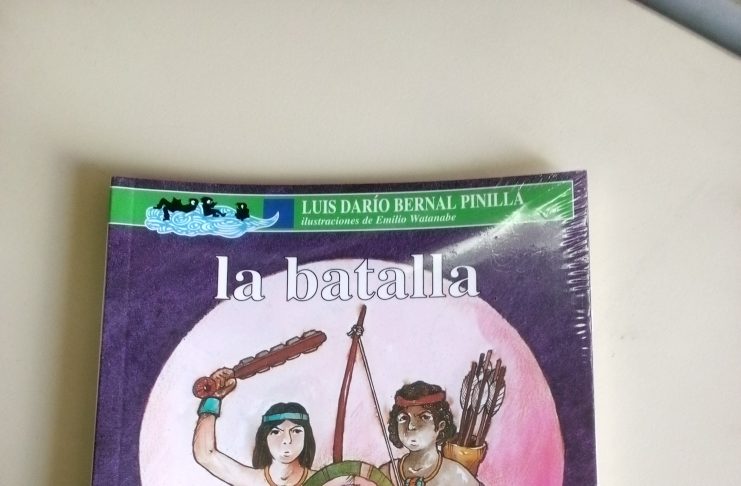 LUIS DARÍO BERNAL PINILLA
ilustraciones de Emilio Watanabe
la batalla